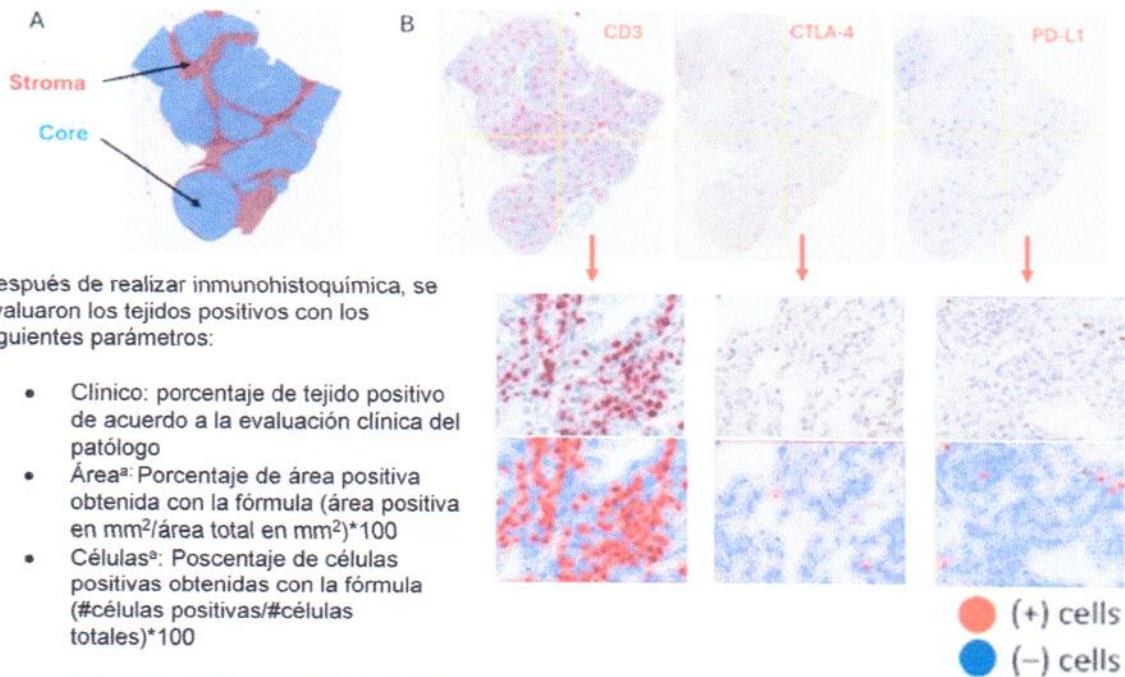 A
Stroma
Core
B
CD3
CTLA-4
PD-L1
espués de realizar inmunohistoquímica, se
valuaron los tejidos positivos con los
guientes parámetros:
• Clínico: porcentaje de tejido positivo
de acuerdo a la evaluación clínica del
patólogo
• Áreaᵃ: Porcentaje de área positiva
obtenida con la fórmula (área positiva
en mm²/área total en mm²)*100
• Célulasᵃ: Poscentaje de células
positivas obtenidas con la fórmula
(#células positivas/#células
totales)*100
(+) cells
(−) cells